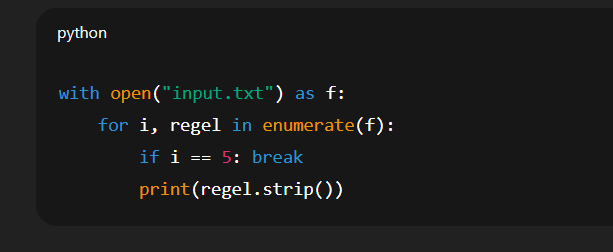 python
with open("input.txt") as f:
    for i, regel in enumerate(f):
        if i == 5: break
        print(regel.strip())